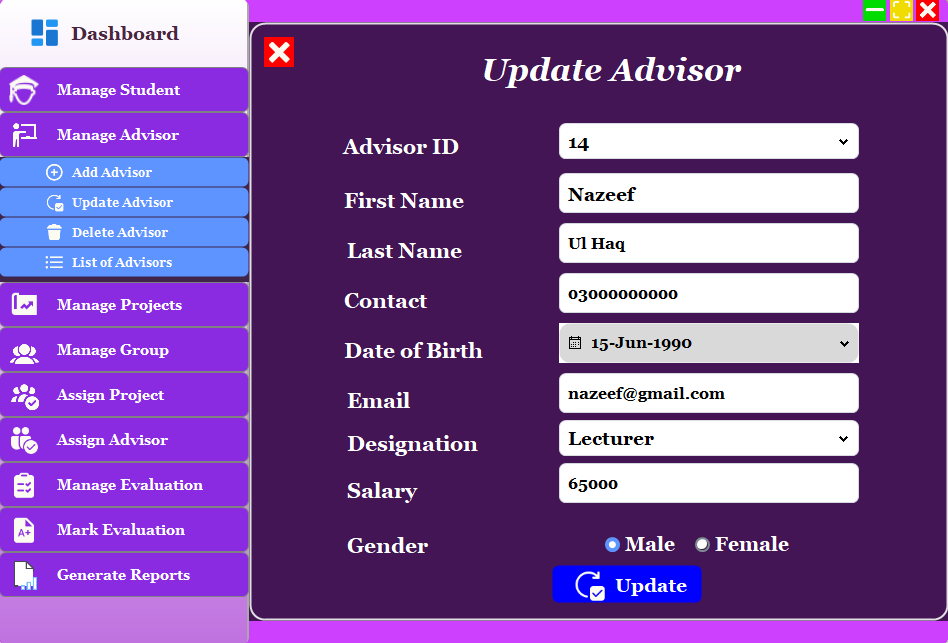 Dashboard
Manage Student
Manage Advisor
Add Advisor
Update Advisor
Delete Advisor
List of Advisors
Manage Projects
Manage Group
Assign Project
Assign Advisor
Manage Evaluation
A+ Mark Evaluation
Generate Reports
Update Advisor
Advisor ID 14
First Name Nazeef
Last Name Ul Haq
Contact 03000000000
Date of Birth 15-Jun-1990
Email nazeef@gmail.com
Designation Lecturer
Salary 65000
Gender Male Female
Update